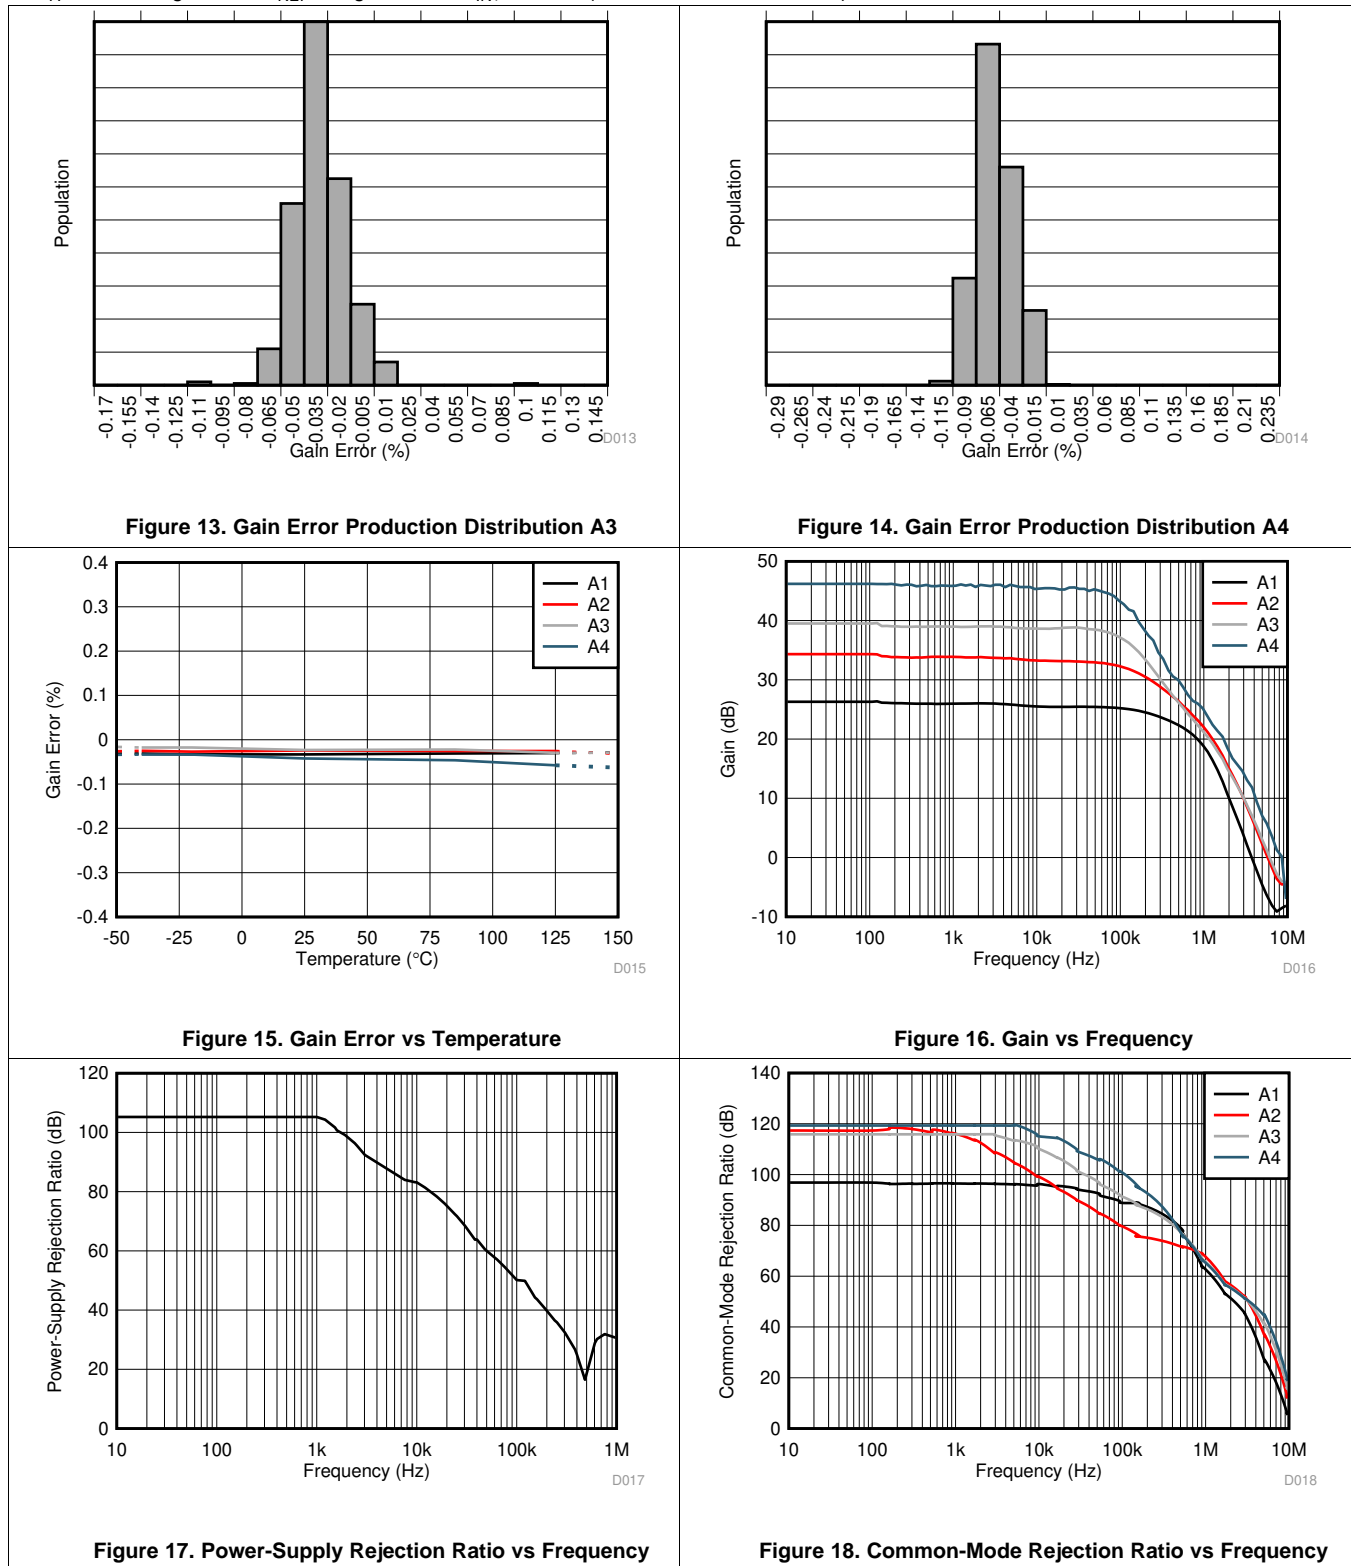 Population
-0.17
-0.155
-0.14
-0.125
-0.11
-0.095
-0.08
-0.065
-0.05
-0.035
-0.02
-0.005
0.01
0.025
0.04
0.055
0.07
0.085
0.1
0.115
0.13
0.145
Gain Error (%)
D013
Figure 13. Gain Error Production Distribution A3
Population
-0.29
-0.265
-0.24
-0.215
-0.19
-0.165
-0.14
-0.115
-0.09
-0.065
-0.04
-0.015
0.01
0.035
0.06
0.085
0.11
0.135
0.16
0.185
0.21
0.235
Gain Error (%)
D014
Figure 14. Gain Error Production Distribution A4
Gain Error (%)
0.4
0.3
0.2
0.1
0
-0.1
-0.2
-0.3
-0.4
A1
A2
A3
A4
-50 -25 0 25 50 75 100 125 150
Temperature (°C)
D015
Figure 15. Gain Error vs Temperature
Gain (dB)
50
40
30
20
10
0
-10
A1
A2
A3
A4
10 100 1k 10k 100k 1M 10M
Frequency (Hz)
D016
Figure 16. Gain vs Frequency
Power-Supply Rejection Ratio (dB)
120
100
80
60
40
20
0
10 100 1k 10k 100k 1M
Frequency (Hz)
D017
Figure 17. Power-Supply Rejection Ratio vs Frequency
Common-Mode Rejection Ratio (dB)
140
120
100
80
60
40
20
0
A1
A2
A3
A4
10 100 1k 10k 100k 1M 10M
Frequency (Hz)
D018
Figure 18. Common-Mode Rejection Ratio vs Frequency